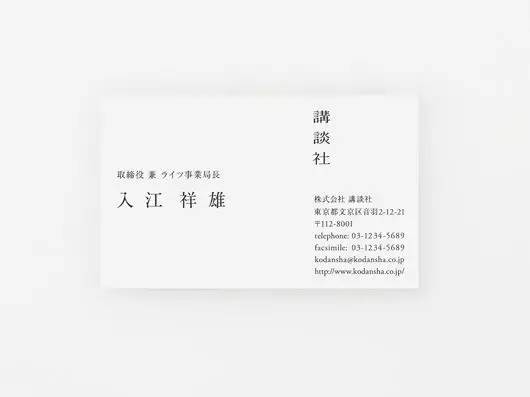 講談社
取締役 兼 ライツ事業局長
入江 祥雄
株式会社 講談社
東京都文京区音羽2-12-21
〒112-8001
telephone: 03-1234-5689
facsimile: 03-1234-5689
kodansha@kodansha.co.jp
http://www.kodansha.co.jp/